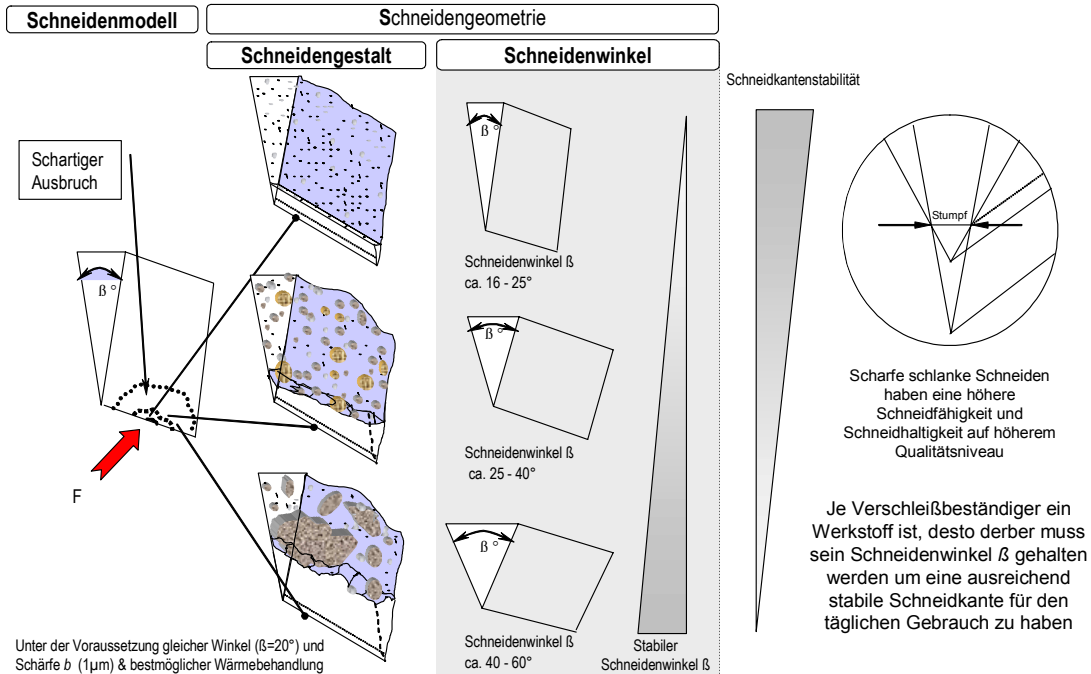 Schneidenmodell
Schneidengeometrie
Schneidengestalt
Schneidenwinkel
Schartiger
Ausbruch
ß °
F
Unter der Voraussetzung gleicher Winkel (ß=20°) und
Schärfe b (1µm) & bestmöglicher Wärmebehandlung
ß °
Schneidenwinkel ß
ca. 16 - 25°
ß °
Schneidenwinkel ß
ca. 25 - 40°
ß °
Schneidenwinkel ß
ca. 40 - 60°
Stabiler
Schneidenwinkel ß
Schneidkantenstabilität
Stumpf
Scharfe schlanke Schneiden
haben eine höhere
Schneidfähigkeit und
Schneidhaltigkeit auf höherem
Qualitätsniveau
Je Verschleißbeständiger ein
Werkstoff ist, desto derber muss
sein Schneidenwinkel ß gehalten
werden um eine ausreichend
stabile Schneidkante für den
täglichen Gebrauch zu haben